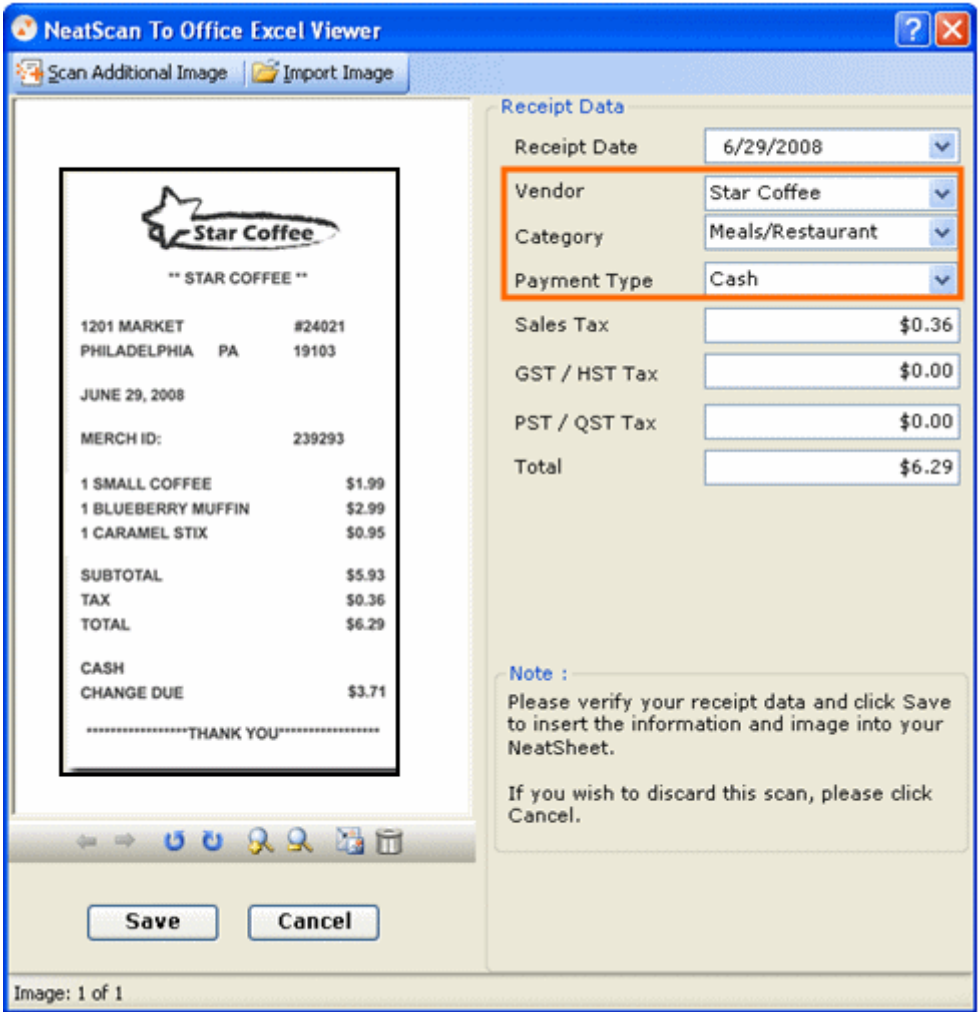 NeatScan To Office Excel Viewer
Scan Additional Image Import Image
Star Coffee
** STAR COFFEE **
1201 MARKET #24021
PHILADELPHIA PA 19103
JUNE 29, 2008
MERCH ID: 239293
1 SMALL COFFEE $1.99
1 BLUEBERRY MUFFIN $2.99
1 CARAMEL STIX $0.95
SUBTOTAL $5.93
TAX $0.36
TOTAL $6.29
CASH
CHANGE DUE $3.71
******************THANK YOU******************
Receipt Data
Receipt Date 6/29/2008
Vendor Star Coffee
Category Meals/Restaurant
Payment Type Cash
Sales Tax $0.36
GST / HST Tax $0.00
PST / QST Tax $0.00
Total $6.29
Note :
Please verify your receipt data and click Save
to insert the information and image into your
NeatSheet.
If you wish to discard this scan, please click
Cancel.
Save Cancel
Image: 1 of 1